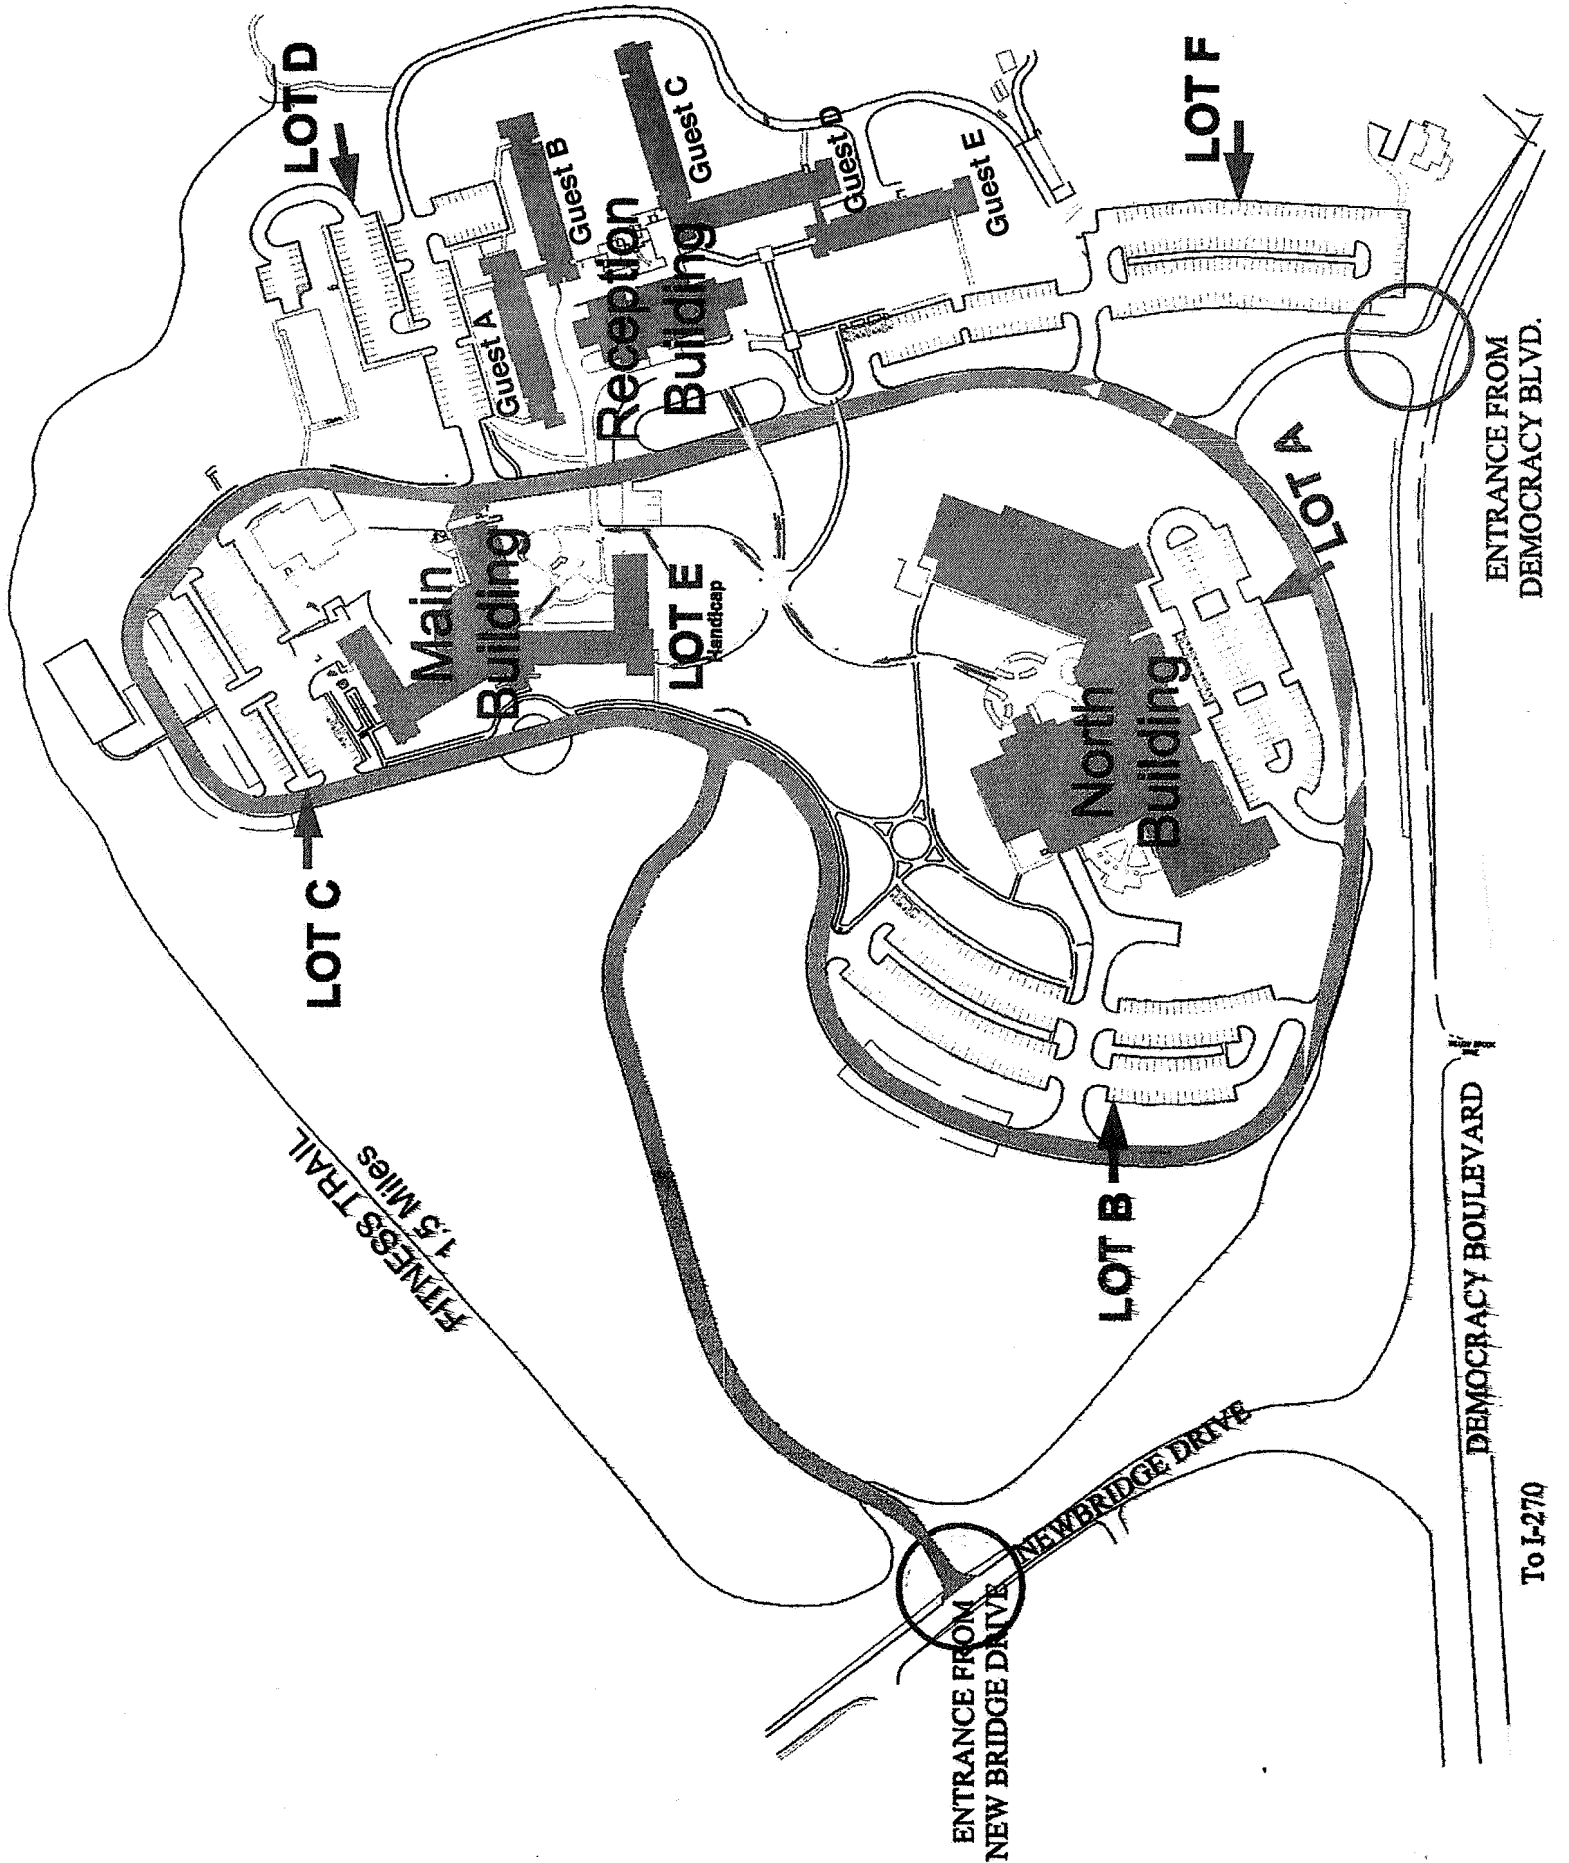 LOT D
Guest B
Guest C
Guest D
Guest E
LOT F
Guest A
Reception
Building
ENTRANCE FROM
DEMOCRACY BLVD.
LOT A
Main
Building
LOT E
Handicap
North
Building
LOT C
FITNESS TRAIL
1.5 Miles
LOT B
DEMOCRACY BOULEVARD
NEWBRIDGE DRIVE
To I-270
ENTRANCE FROM
NEW BRIDGE DRIVE